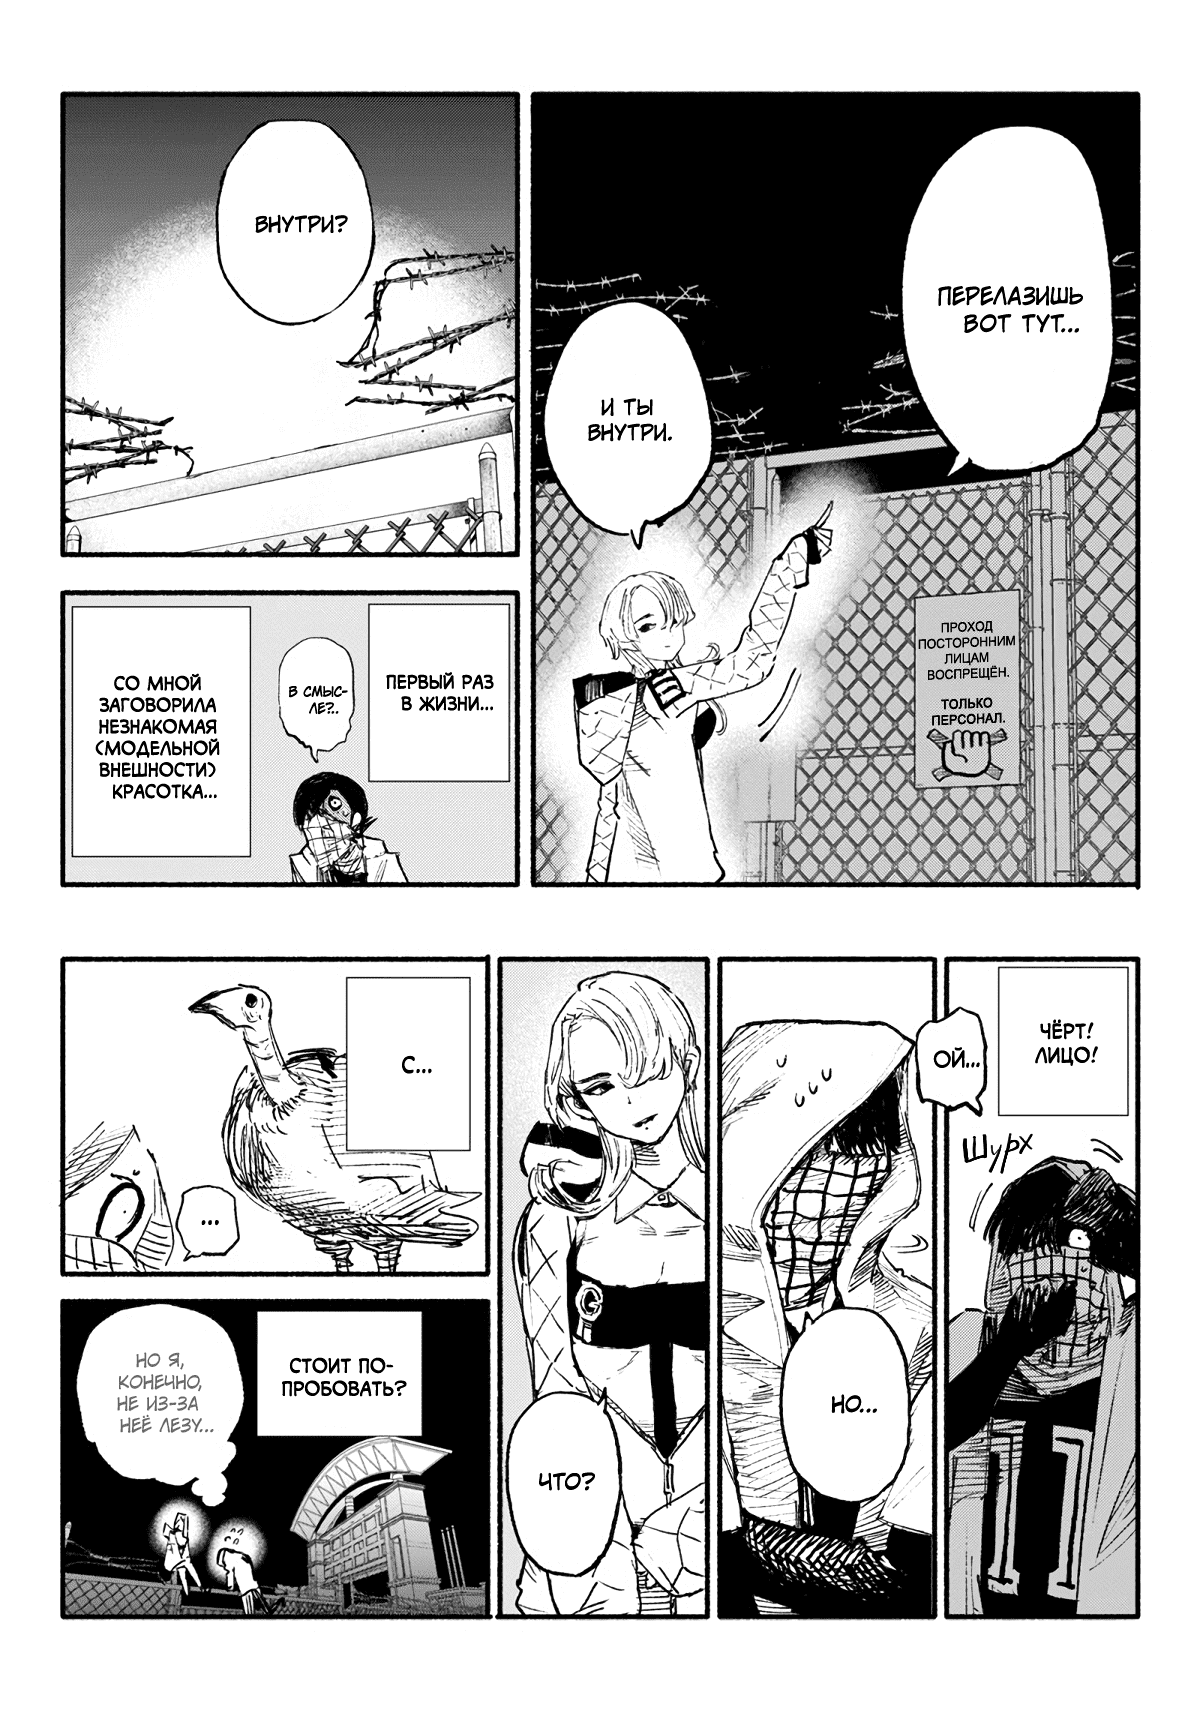 ПЕРЕЛАЗИШЬ
ВОТ ТУТ...
И ТЫ
ВНУТРИ.
ПРОХОД
ПОСТОРОННИМ
ЛИЦАМ
ВОСПРЕЩЁН.
ТОЛЬКО
ПЕРСОНАЛ.
ВНУТРИ?
ПЕРВЫЙ РАЗ
В ЖИЗНИ...
В СМЫС-
ЛЕ?..
СО МНОЙ
ЗАГОВОРИЛА
НЕЗНАКОМАЯ
(МОДЕЛЬНОЙ
ВНЕШНОСТИ)
КРАСОТКА...
ЧЁРТ!
ЛИЦО!
ОЙ...
Шурх
НО...
ЧТО?
С...
...
СТОИТ ПО-
ПРОБОВАТЬ?
НО Я,
КОНЕЧНО,
НЕ ИЗ-ЗА
НЕЁ ЛЕЗУ...